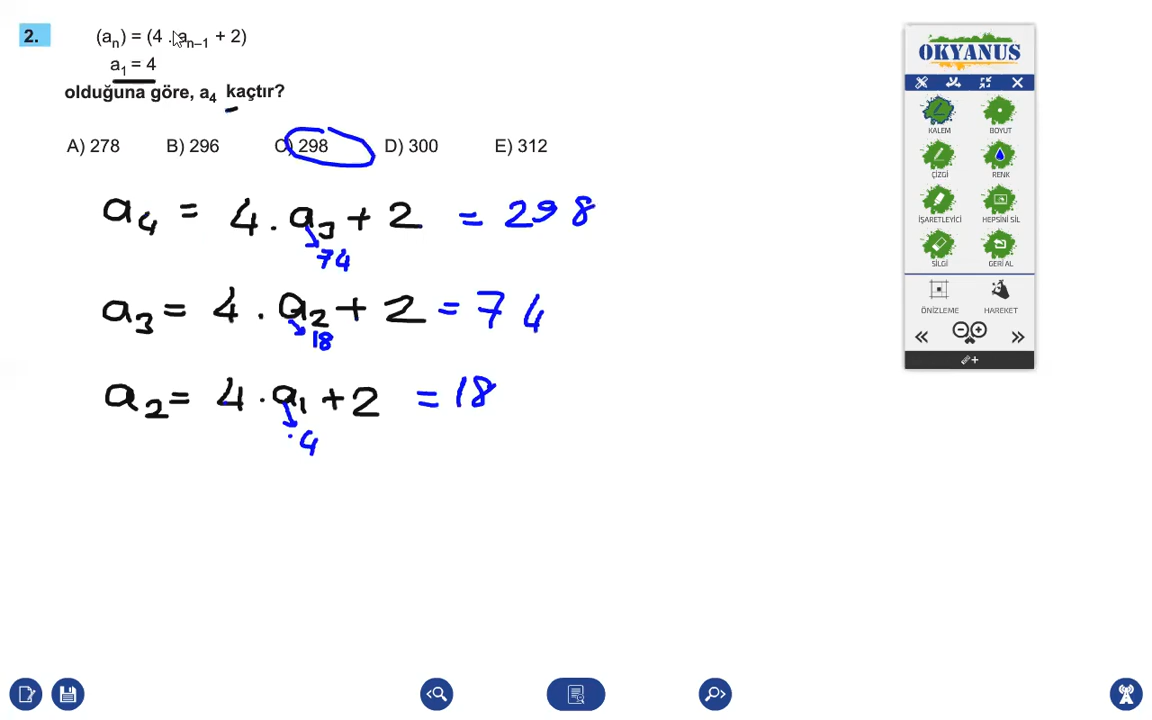 2.
(aₙ) = (4 . aₙ₋₁ + 2)
a₁ = 4
olduğuna göre, a₄ kaçtır?
A) 278 B) 296 C) 298 D) 300 E) 312
a₄ = 4 . a₃ + 2 = 298
74
a₃ = 4 . a₂ + 2 = 74
18
a₂ = 4 . a₁ + 2 = 18
4
OKYANUS
KALEM BOYUT
ÇİZGİ RENK
İŞARETLEYİCİ HEPSİNİ SİL
SİLGİ GERİ AL
ÖNİZLEME HAREKET